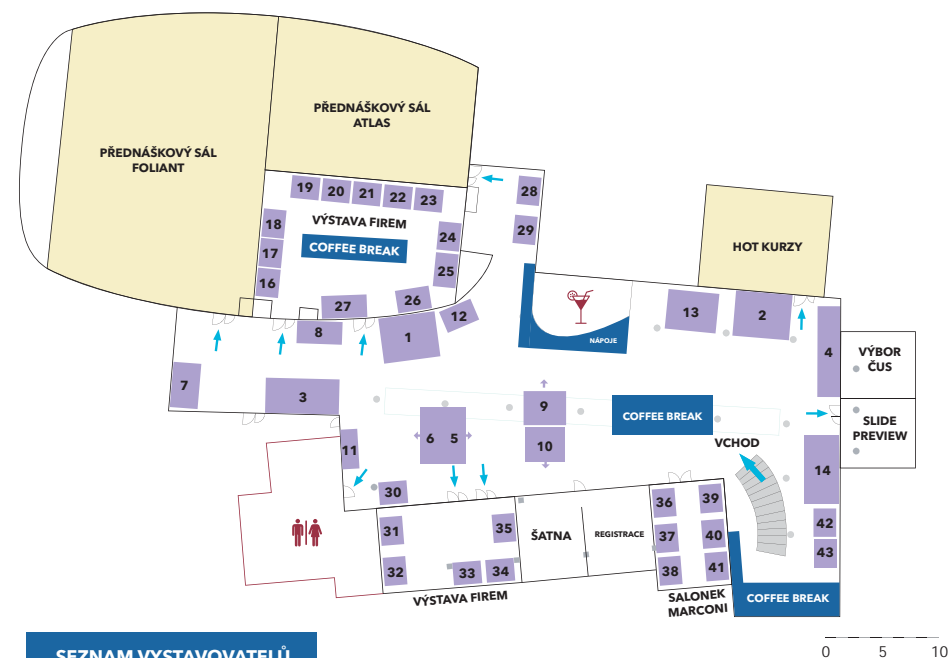 PŘEDNÁŠKOVÝ SÁL
ATLAS
PŘEDNÁŠKOVÝ SÁL
FOLIANT
19 20 21 22 23
28
18
VÝSTAVA FIREM
29
24
17
COFFEE BREAK
25
16
HOT KURZY
27
26
12
13
2
8
1
NÁPOJE
4
VÝBOR
ČUS
7
3
9
COFFEE BREAK
SLIDE
PREVIEW
6 5
10
VCHOD
11
14
30
36
39
31
35
ŠATNA
REGISTRACE
37
40
42
32
33
34
38
41
43
VÝSTAVA FIREM
SALONEK
MARCONI
COFFEE BREAK
SEZNAM VYSTAVOVATELŮ
0 5 10